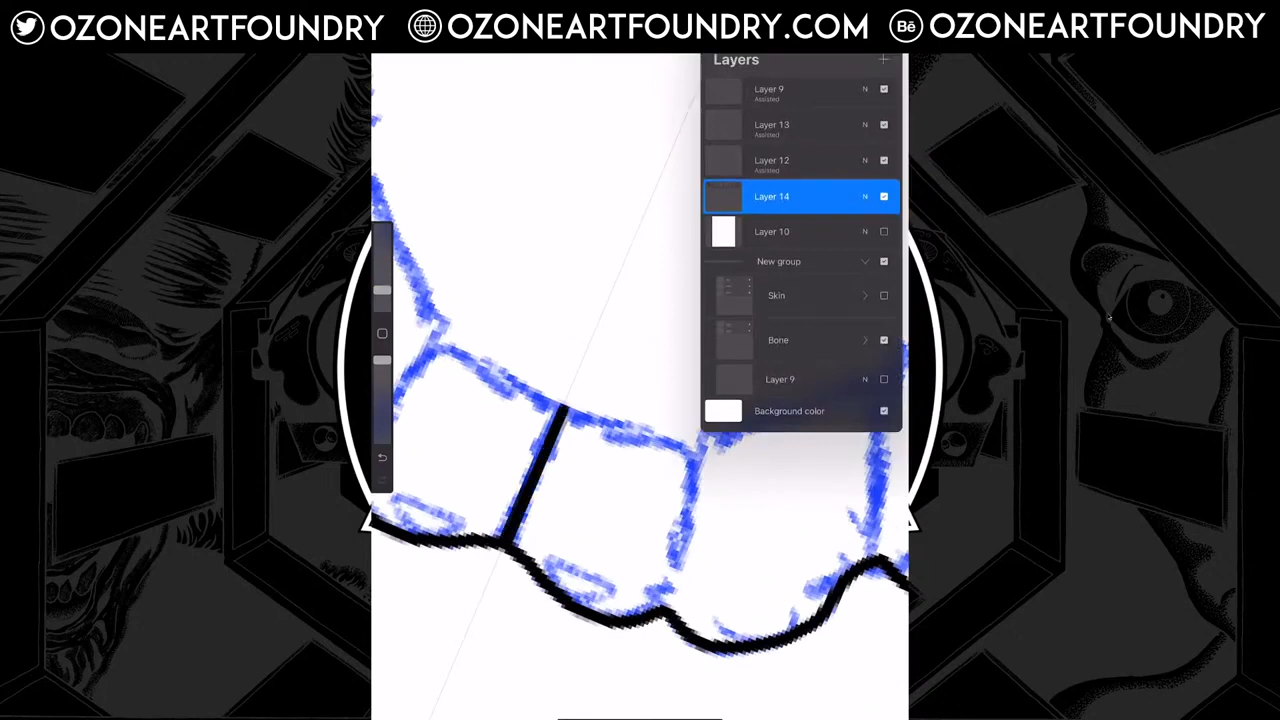 OZONEARTFOUNDRY OZONEARTFOUNDRY.COM Bē OZONEARTFOUNDRY
Layers +
Layer 9 N
Assisted
Layer 13 N
Assisted
Layer 12 N
Assisted
Layer 14 N
Layer 10 N
New group
Skin
Bone
Layer 9 N
Background color